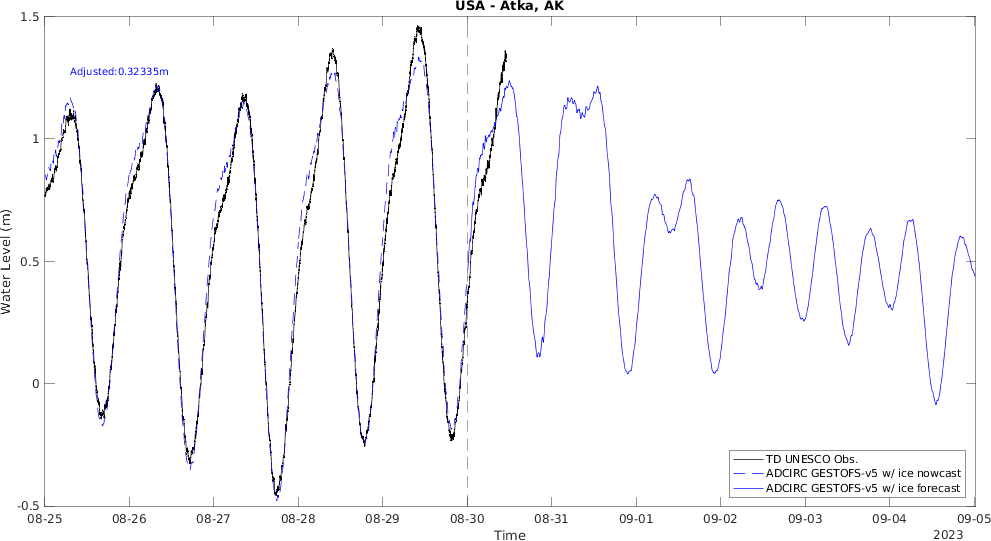 USA - Atka, AK
Adjusted:0.32335m
Water Level (m)
1.5
1
0.5
0
-0.5
08-25 08-26 08-27 08-28 08-29 08-30 08-31 09-01 09-02 09-03 09-04 09-05
Time
2023
TD UNESCO Obs.
ADCIRC GESTOFS-v5 w/ ice nowcast
ADCIRC GESTOFS-v5 w/ ice forecast